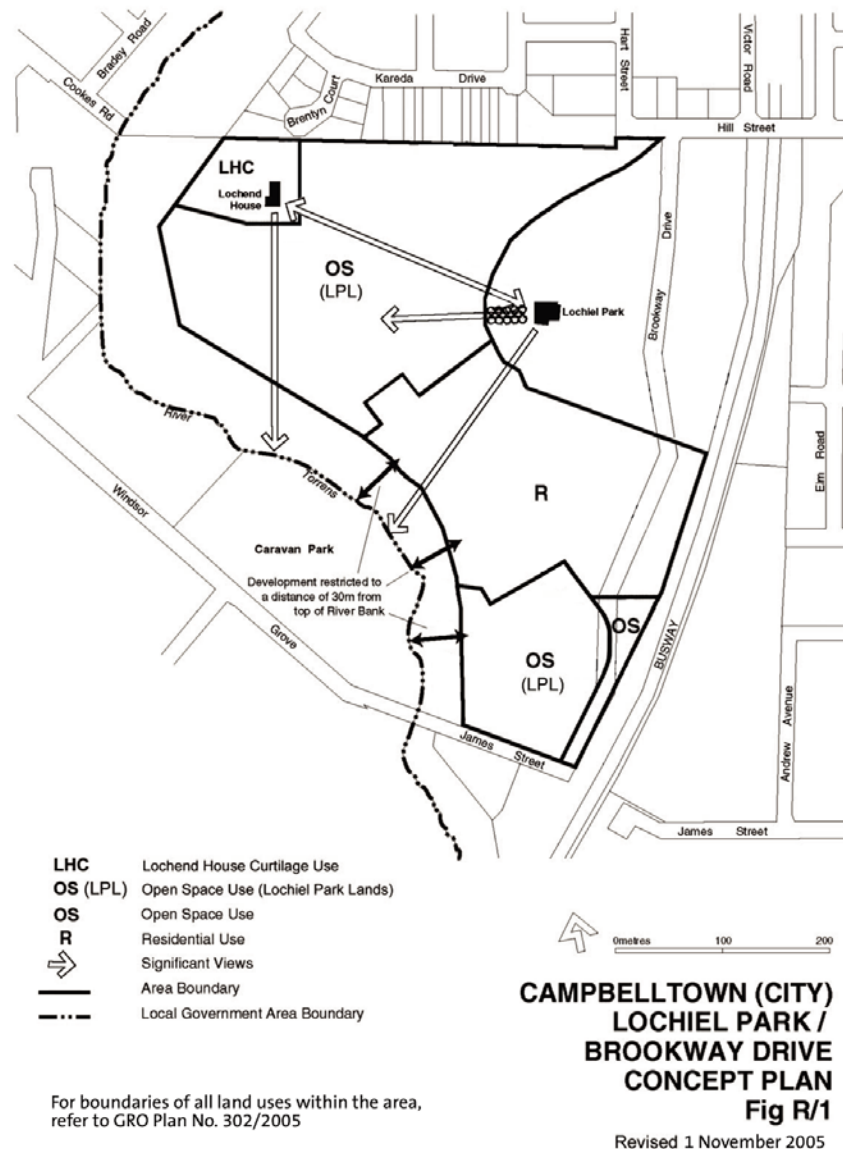 Bradey Road
Cookes Rd
Brentyn Court
Kareda Drive
Hart Street
Victor Road
Hill Street
LHC
Lochend
House
OS
(LPL)
Lochiel Park
Brookway Drive
River Torrens
Windsor Grove
Elm Road
R
Caravan Park
Development restricted to
a distance of 30m from
top of River Bank
OS
OS
(LPL)
BUSWAY
James Street
Andrew Avenue
James Street
LHC Lochend House Curtilage Use
OS (LPL) Open Space Use (Lochiel Park Lands)
OS Open Space Use
R Residential Use
Significant Views
Area Boundary
Local Government Area Boundary
0metres 100 200
CAMPBELLTOWN (CITY)
LOCHIEL PARK /
BROOKWAY DRIVE
CONCEPT PLAN
Fig R/1
For boundaries of all land uses within the area,
refer to GRO Plan No. 302/2005
Revised 1 November 2005